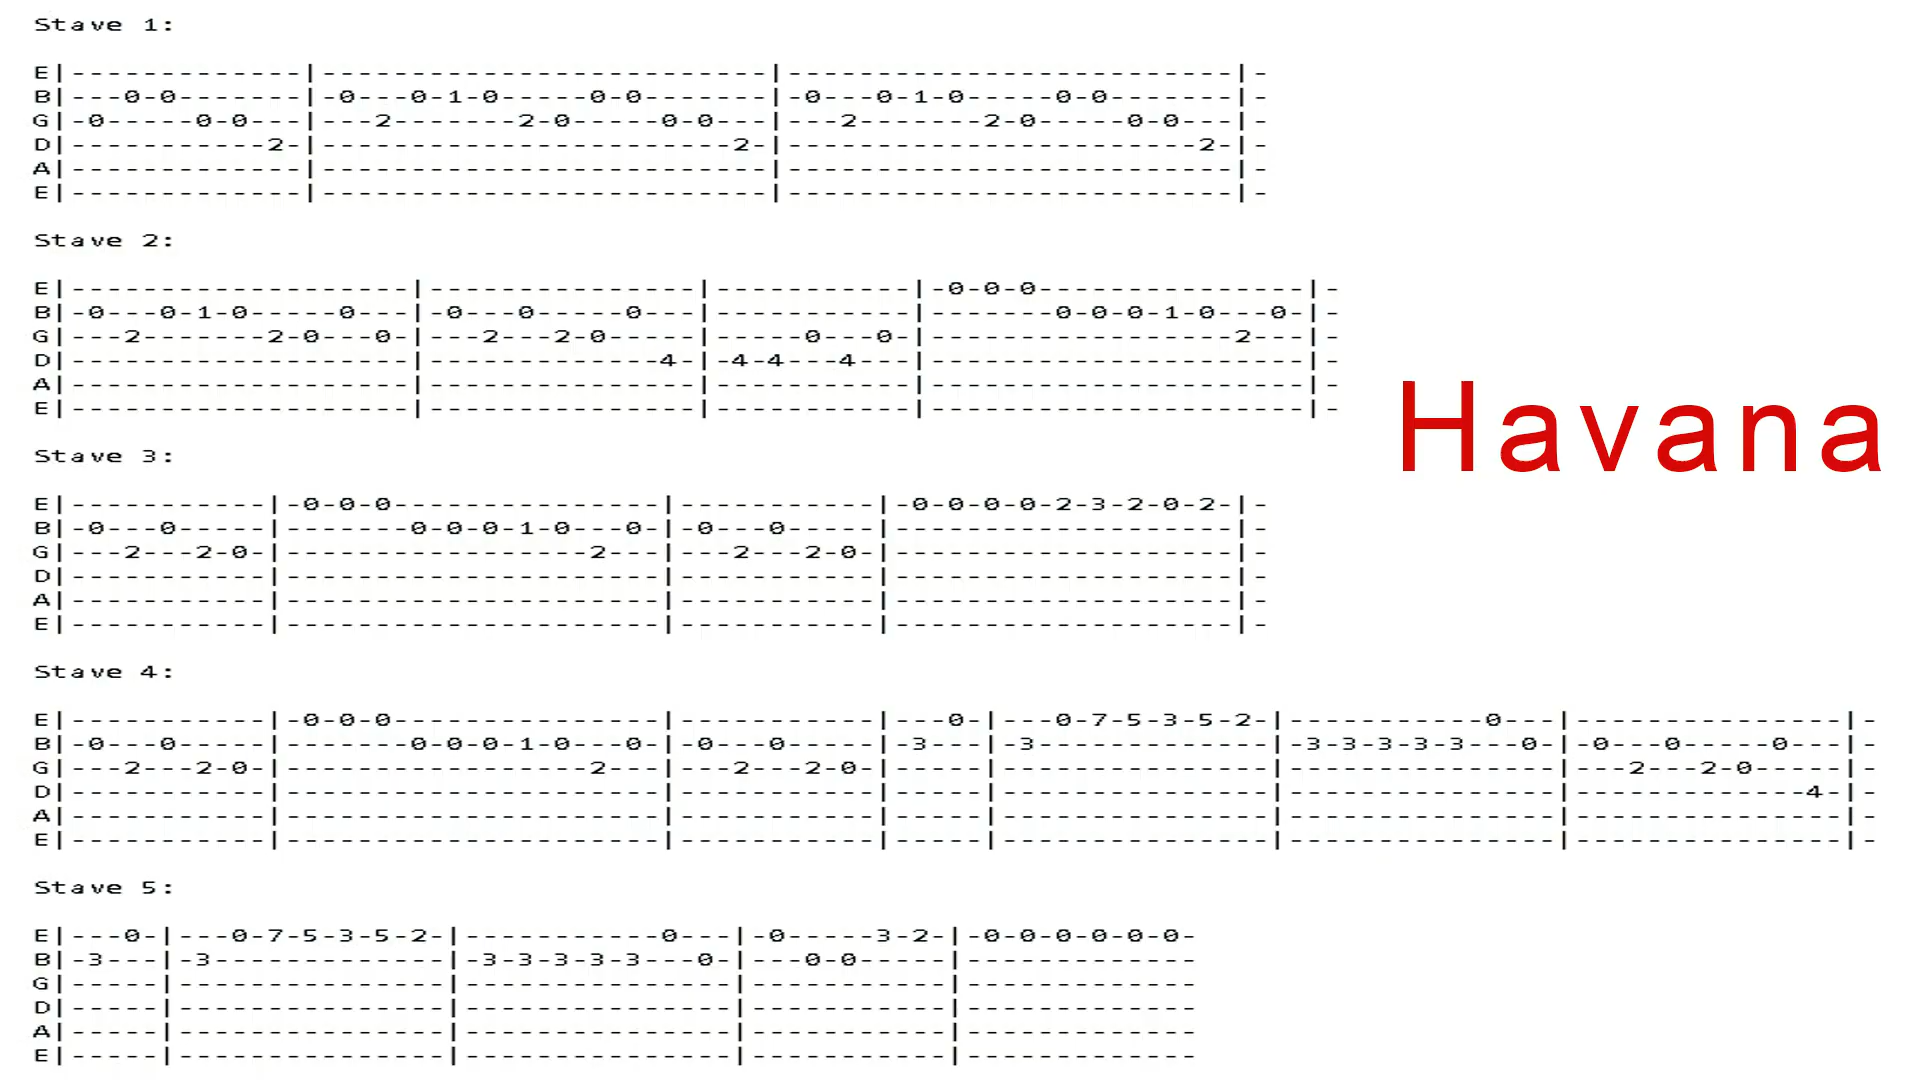 Stave 1:
E|-------------|-------------------------|-------------------------|-
B|---0-0-------|-0---0-1-0-----0-0-------|-0---0-1-0-----0-0-------|-
G|-0-----0-0---|---2-------2-0-----0-0---|---2-------2-0-----0-0---|-
D|-----------2-|-----------------------2-|-----------------------2-|-
A|-------------|-------------------------|-------------------------|-
E|-------------|-------------------------|-------------------------|-
Stave 2:
E|-------------------|---------------|-----------|-0-0-0---------------|-
B|-0---0-1-0-----0---|-0---0-----0---|-----------|-------0-0-0-1-0---0-|-
G|---2-------2-0---0-|---2---2-0-----|-----0---0-|-----------------2---|-
D|-------------------|-------------4-|-4-4---4---|---------------------|-
A|-------------------|---------------|-----------|---------------------|-
E|-------------------|---------------|-----------|---------------------|-
Havana
Stave 3:
E|-----------|-0-0-0---------------|-----------|-0-0-0-0-2-3-2-0-2-|-
B|-0---0-----|-------0-0-0-1-0---0-|-0---0-----|-------------------|-
G|---2---2-0-|-----------------2---|---2---2-0-|-------------------|-
D|-----------|---------------------|-----------|-------------------|-
A|-----------|---------------------|-----------|-------------------|-
E|-----------|---------------------|-----------|-------------------|-
Stave 4:
E|-----------|-0-0-0---------------|-----------|---0-|---0-7-5-3-5-2-|-----------0---|---------------|-
B|-0---0-----|-------0-0-0-1-0---0-|-0---0-----|-3---|-3-------------|-3-3-3-3-3---0-|-0---0-----0---|-
G|---2---2-0-|-----------------2---|---2---2-0-|-----|---------------|---------------|---2---2-0-----|-
D|-----------|---------------------|-----------|-----|---------------|---------------|-------------4-|-
A|-----------|---------------------|-----------|-----|---------------|---------------|---------------|-
E|-----------|---------------------|-----------|-----|---------------|---------------|---------------|-
Stave 5:
E|---0-|---0-7-5-3-5-2-|-----------0---|-0-----3-2-|-0-0-0-0-0-0-
B|-3---|-3-------------|-3-3-3-3-3---0-|---0-0-----|-------------
G|-----|---------------|---------------|-----------|-------------
D|-----|---------------|---------------|-----------|-------------
A|-----|---------------|---------------|-----------|-------------
E|-----|---------------|---------------|-----------|-------------